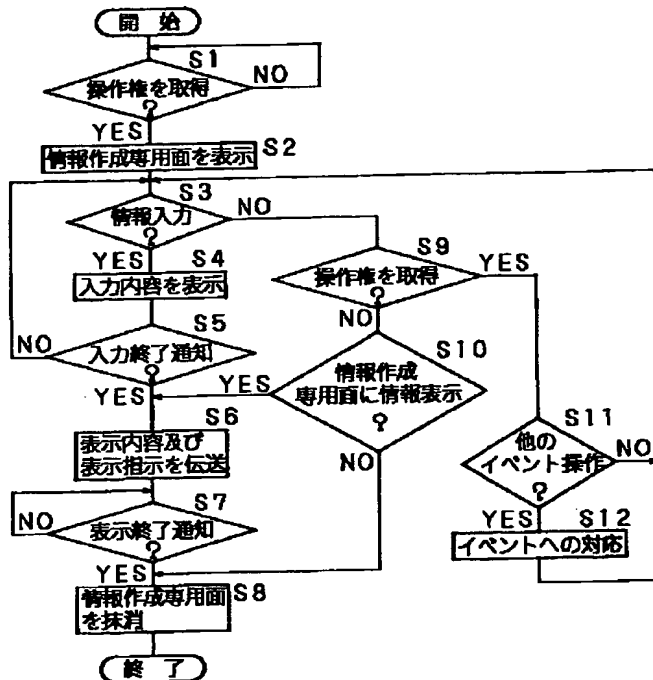 開 始
S1
操作権を取得
?
NO
YES
情報作成専用面を表示
S2
S3
情報入力
?
NO
YES
S4
入力内容を表示
S5
入力終了通知
?
NO
YES
S6
表示内容及び
表示指示を伝送
S7
表示終了通知
?
NO
YES
情報作成専用面
を抹消
S8
終 了
S9
操作権を取得
?
YES
NO
S10
情報作成
専用面に情報表示
?
YES
NO
S11
他の
イベント操作
?
NO
YES
S12
イベントへの対応